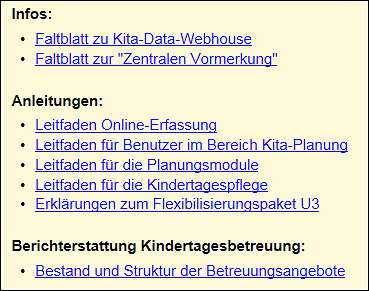 Infos:
• Faltblatt zu Kita-Data-Webhouse
• Faltblatt zur "Zentralen Vormerkung"
Anleitungen:
• Leitfaden Online-Erfassung
• Leitfaden für Benutzer im Bereich Kita-Planung
• Leitfaden für die Planungsmodule
• Leitfaden für die Kindertagespflege
• Erklärungen zum Flexibilisierungspaket U3
Berichterstattung Kindertagesbetreuung:
• Bestand und Struktur der Betreuungsangebote